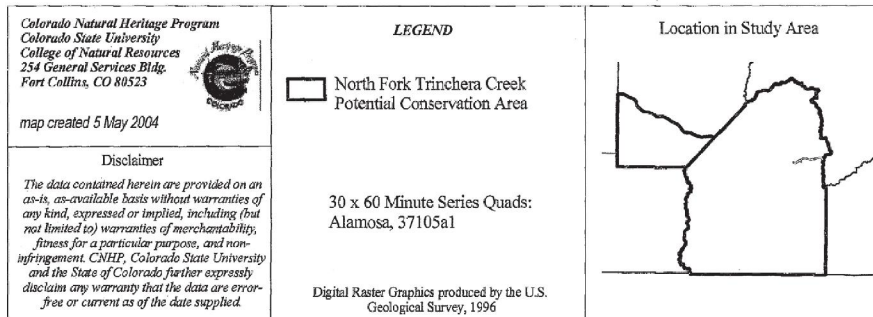 Colorado Natural Heritage Program
Colorado State University
College of Natural Resources
254 General Services Bldg.
Fort Collins, CO 80523
Natural Heritage Program
COLORADO
map created 5 May 2004
Disclaimer
The data contained herein are provided on an
as-is, as-available basis without warranties of
any kind, expressed or implied, including (but
not limited to) warranties of merchantability,
fitness for a particular purpose, and non-
infringement. CNHP, Colorado State University
and the State of Colorado further expressly
disclaim any warranty that the data are error-
free or current as of the date supplied.
LEGEND
North Fork Trinchera Creek
Potential Conservation Area
30 x 60 Minute Series Quads:
Alamosa, 37105a1
Digital Raster Graphics produced by the U.S.
Geological Survey, 1996
Location in Study Area